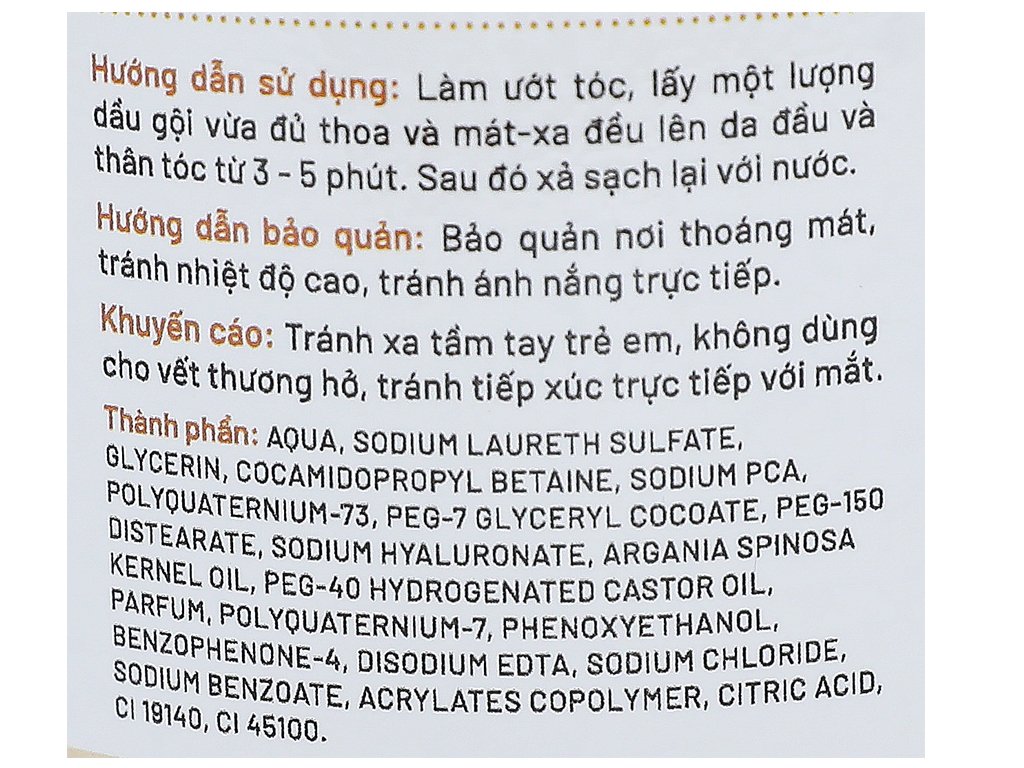 Hướng dẫn sử dụng: Làm ướt tóc, lấy một lượng
dầu gội vừa đủ thoa và mát-xa đều lên da đầu và
thân tóc từ 3 - 5 phút. Sau đó xả sạch lại với nước.
Hướng dẫn bảo quản: Bảo quản nơi thoáng mát,
tránh nhiệt độ cao, tránh ánh nắng trực tiếp.
Khuyến cáo: Tránh xa tầm tay trẻ em, không dùng
cho vết thương hở, tránh tiếp xúc trực tiếp với mắt.
Thành phần: AQUA, SODIUM LAURETH SULFATE,
GLYCERIN, COCAMIDOPROPYL BETAINE, SODIUM PCA,
POLYQUATERNIUM-73, PEG-7 GLYCERYL COCOATE, PEG-150
DISTEARATE, SODIUM HYALURONATE, ARGANIA SPINOSA
KERNEL OIL, PEG-40 HYDROGENATED CASTOR OIL,
PARFUM, POLYQUATERNIUM-7, PHENOXYETHANOL,
BENZOPHENONE-4, DISODIUM EDTA, SODIUM CHLORIDE,
SODIUM BENZOATE, ACRYLATES COPOLYMER, CITRIC ACID,
CI 19140, CI 45100.